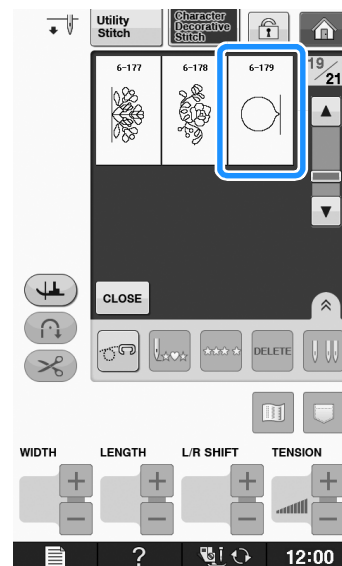 Utility
Stitch
Character
Decorative
Stitch
6-177
6-178
6-179
19/21
CLOSE
DELETE
WIDTH
LENGTH
L/R SHIFT
TENSION
?
12:00